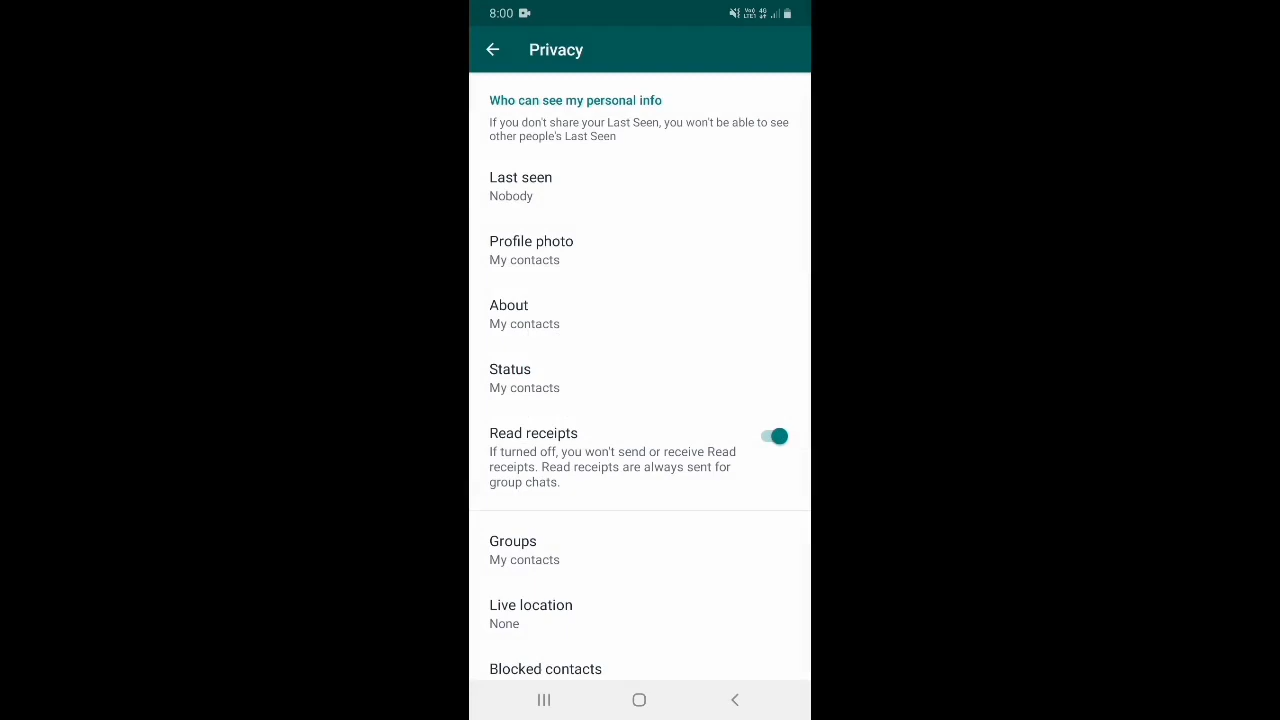 8:00
Privacy
Who can see my personal info
If you don't share your Last Seen, you won't be able to see
other people's Last Seen
Last seen
Nobody
Profile photo
My contacts
About
My contacts
Status
My contacts
Read receipts
If turned off, you won't send or receive Read
receipts. Read receipts are always sent for
group chats.
Groups
My contacts
Live location
None
Blocked contacts